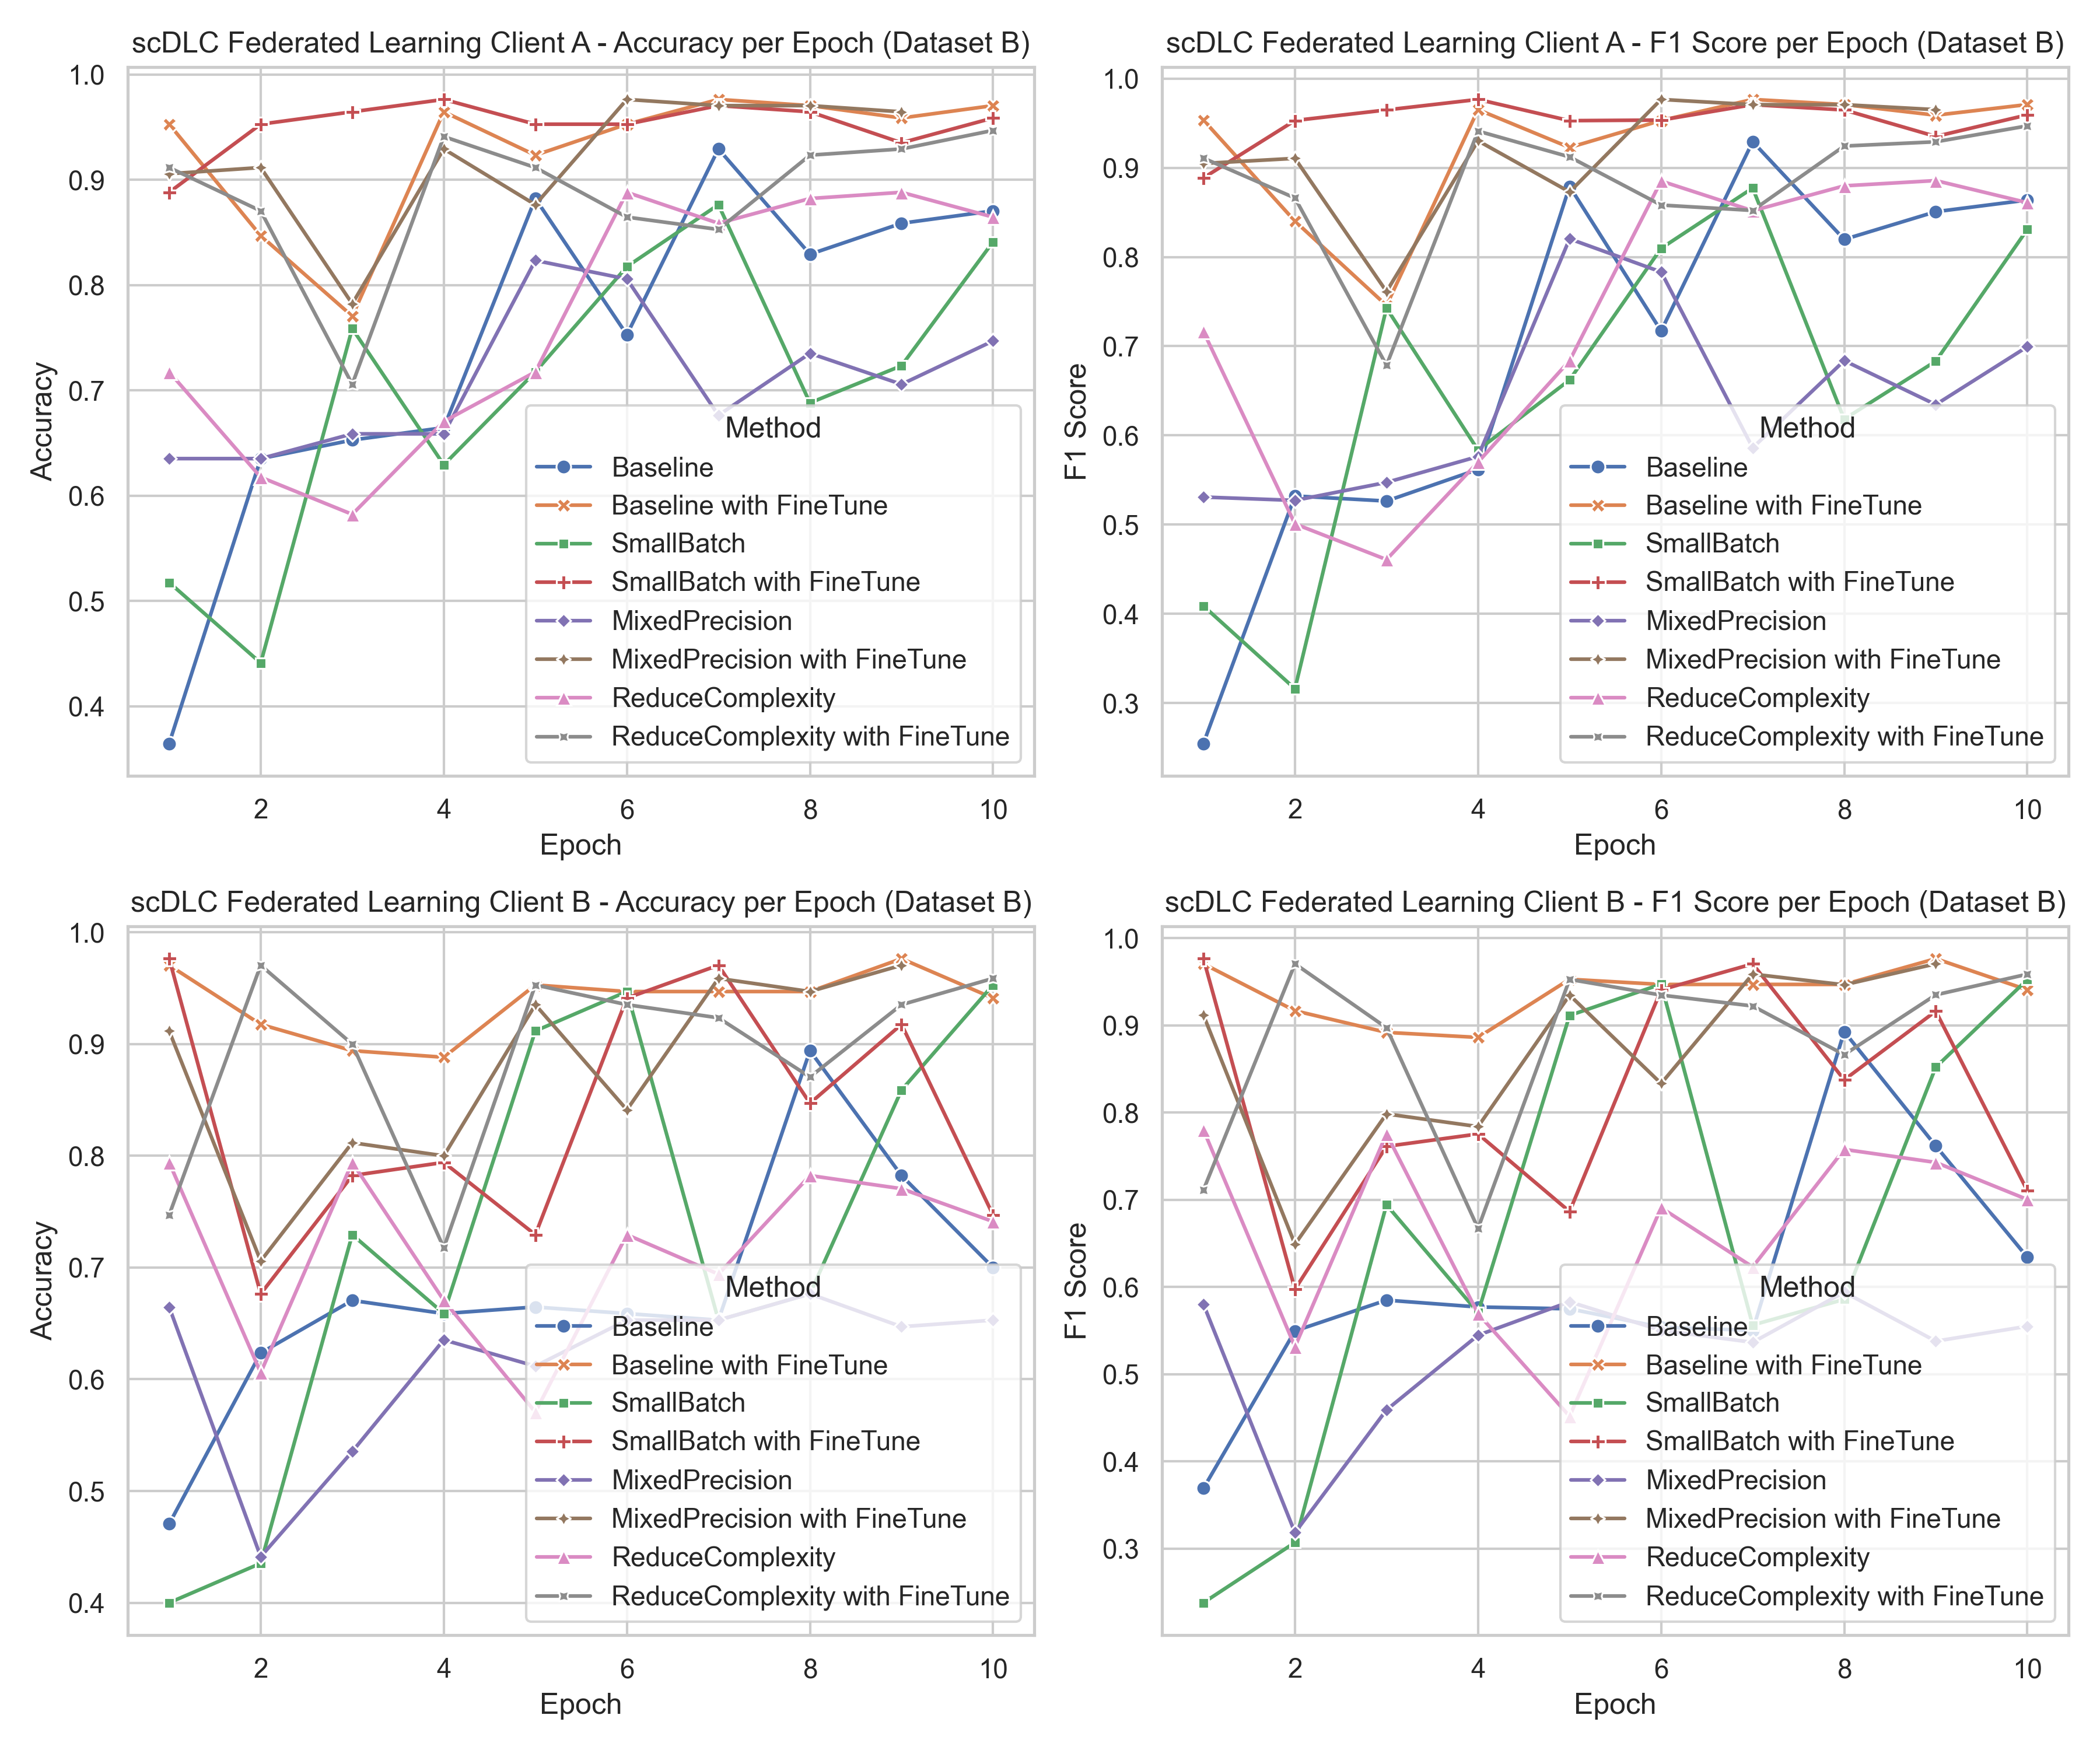 scDLC Federated Learning Client A - Accuracy per Epoch (Dataset B)
1.0
0.9
0.8
0.7
0.6
0.5
0.4
Accuracy
Method
Baseline
Baseline with FineTune
SmallBatch
SmallBatch with FineTune
MixedPrecision
MixedPrecision with FineTune
ReduceComplexity
ReduceComplexity with FineTune
2 4 6 8 10
Epoch
scDLC Federated Learning Client A - F1 Score per Epoch (Dataset B)
1.0
0.9
0.8
0.7
0.6
0.5
0.4
0.3
F1 Score
Method
Baseline
Baseline with FineTune
SmallBatch
SmallBatch with FineTune
MixedPrecision
MixedPrecision with FineTune
ReduceComplexity
ReduceComplexity with FineTune
2 4 6 8 10
Epoch
scDLC Federated Learning Client B - Accuracy per Epoch (Dataset B)
1.0
0.9
0.8
0.7
0.6
0.5
0.4
Accuracy
Method
Baseline
Baseline with FineTune
SmallBatch
SmallBatch with FineTune
MixedPrecision
MixedPrecision with FineTune
ReduceComplexity
ReduceComplexity with FineTune
2 4 6 8 10
Epoch
scDLC Federated Learning Client B - F1 Score per Epoch (Dataset B)
1.0
0.9
0.8
0.7
0.6
0.5
0.4
0.3
F1 Score
Method
Baseline
Baseline with FineTune
SmallBatch
SmallBatch with FineTune
MixedPrecision
MixedPrecision with FineTune
ReduceComplexity
ReduceComplexity with FineTune
2 4 6 8 10
Epoch